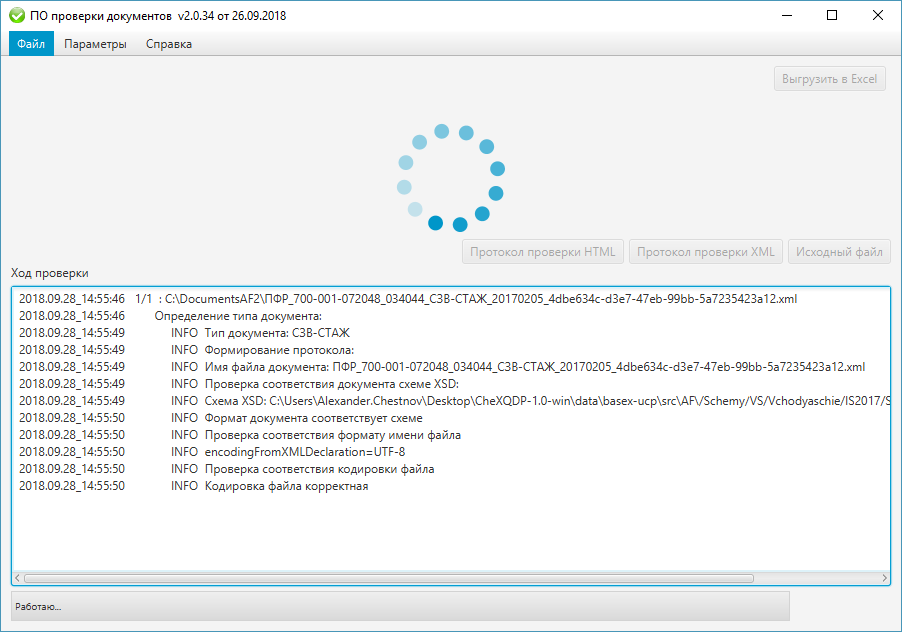 ПО проверки документов v2.0.34 от 26.09.2018
Файл Параметры Справка
Выгрузить в Excel
Протокол проверки HTML Протокол проверки XML Исходный файл
Ход проверки
2018.09.28_14:55:46 1/1 : C:\DocumentsAF2\ПФР_700-001-072048_034044_СЗВ-СТАЖ_20170205_4dbe634c-d3e7-47eb-99bb-5a7235423a12.xml
2018.09.28_14:55:46 Определение типа документа:
2018.09.28_14:55:49 INFO Тип документа: СЗВ-СТАЖ
2018.09.28_14:55:49 INFO Формирование протокола:
2018.09.28_14:55:49 INFO Имя файла документа: ПФР_700-001-072048_034044_СЗВ-СТАЖ_20170205_4dbe634c-d3e7-47eb-99bb-5a7235423a12.xml
2018.09.28_14:55:49 INFO Проверка соответствия документа схеме XSD:
2018.09.28_14:55:49 INFO Схема XSD: C:\Users\Alexander.Chestnov\Desktop\CheXQDP-1.0-win\data\basex-ucp\src\AF\/Schemy/VS/Vchodyaschie/IS2017/S
2018.09.28_14:55:50 INFO Формат документа соответствует схеме
2018.09.28_14:55:50 INFO Проверка соответствия формату имени файла
2018.09.28_14:55:50 INFO encodingFromXMLDeclaration=UTF-8
2018.09.28_14:55:50 INFO Проверка соответствия кодировки файла
2018.09.28_14:55:50 INFO Кодировка файла корректная
Работаю...